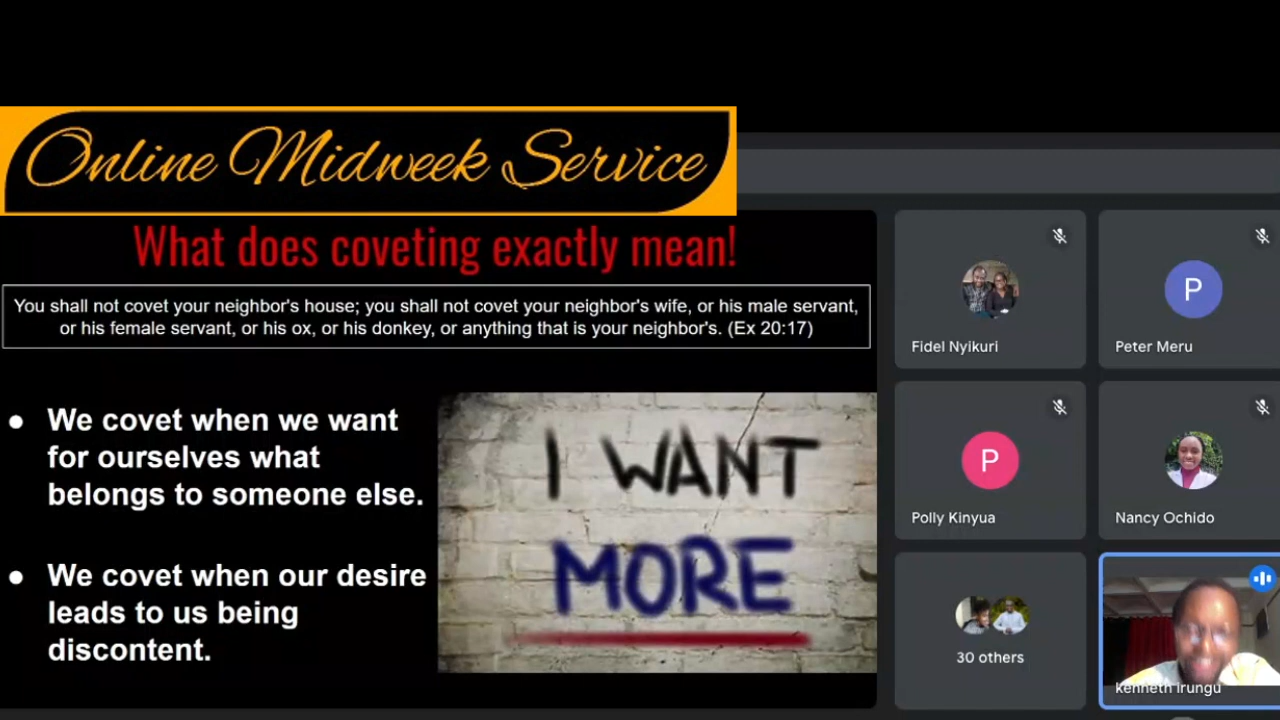 Online Midweek Service
What does coveting exactly mean!
You shall not covet your neighbor's house; you shall not covet your neighbor's wife, or his male servant,
or his female servant, or his ox, or his donkey, or anything that is your neighbor's. (Ex 20:17)
● We covet when we want
for ourselves what
belongs to someone else.
● We covet when our desire
leads to us being
discontent.
I WANT
MORE
Fidel Nyikuri
P
Peter Meru
P
Polly Kinyua
Nancy Ochido
30 others
kenneth irungu